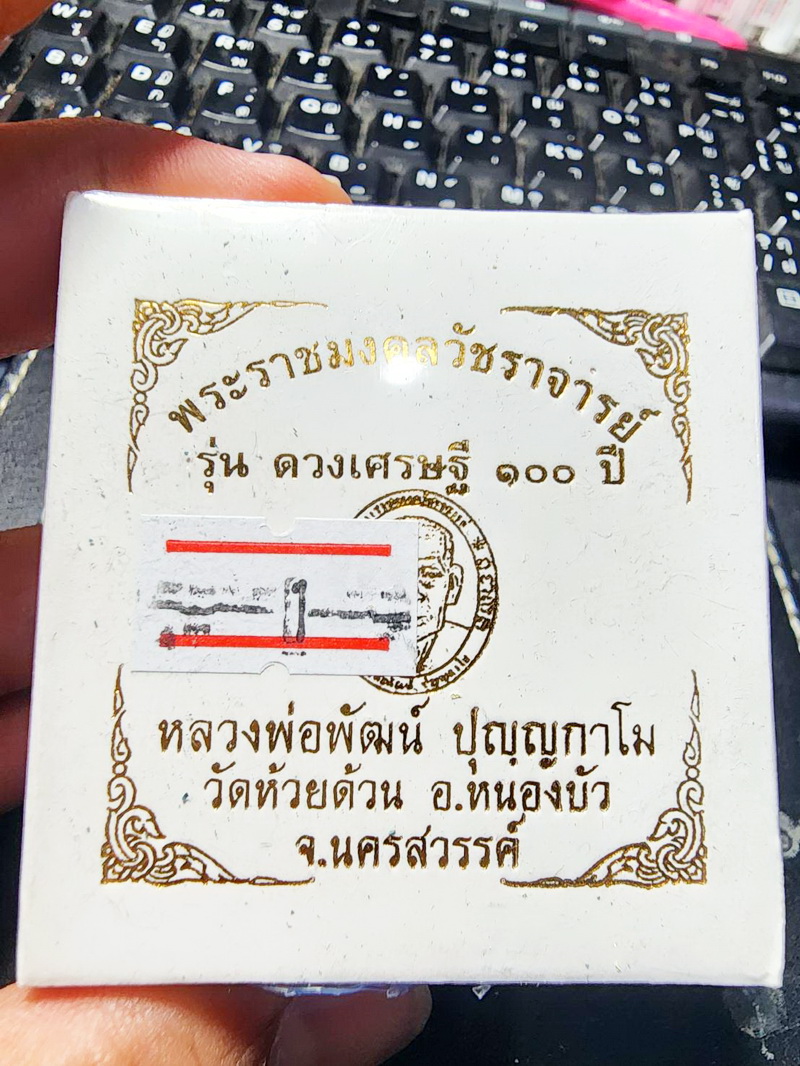 พระราชมงคลวัชราจารย์
รุ่น ดวงเศรษฐี ๑๐๐ ปี
หลวงพ่อพัฒน์ ปุญฺญกาโม
วัดห้วยด้วน อ.หนองบัว
จ.นครสวรรค์